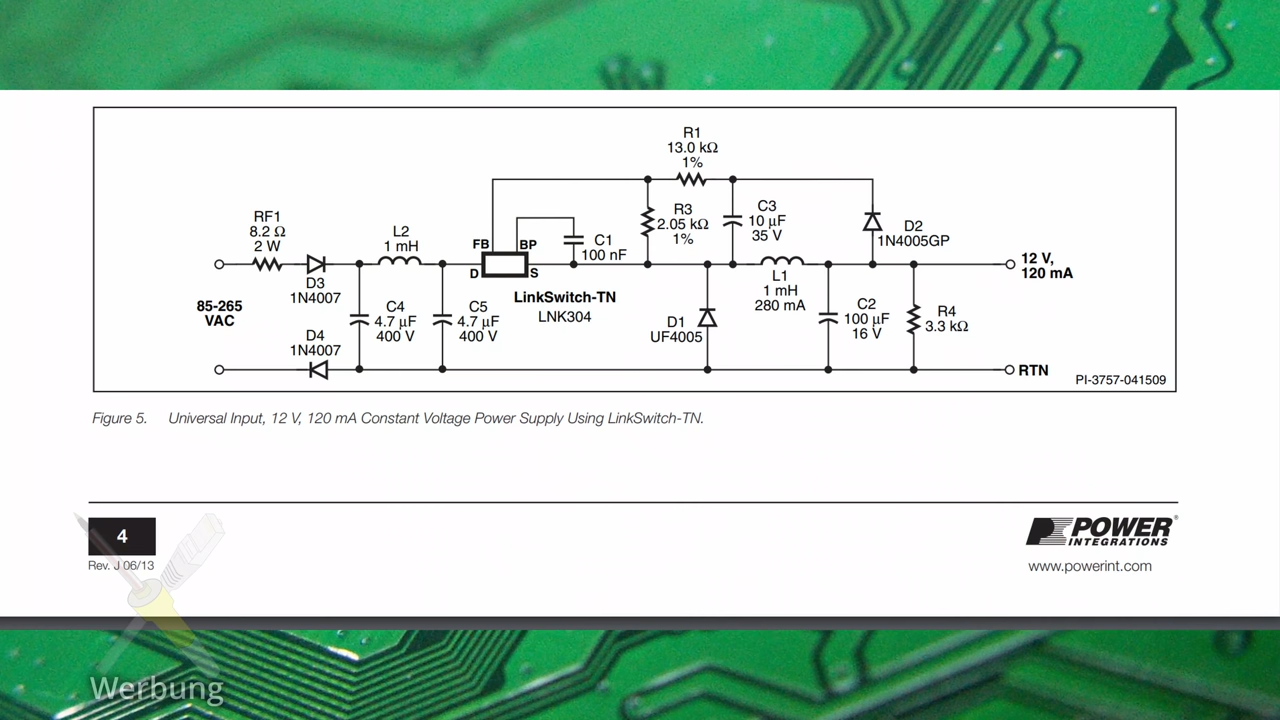 R1
13.0 kΩ
1%
RF1
8.2 Ω
2 W
L2
1 mH
R3
2.05 kΩ
1%
C3
10 µF
35 V
D2
1N4005GP
FB
BP
C1
100 nF
D
S
12 V,
120 mA
D3
1N4007
L1
1 mH
280 mA
LinkSwitch-TN
LNK304
85-265
VAC
C4
4.7 µF
400 V
C5
4.7 µF
400 V
D1
UF4005
C2
100 µF
16 V
R4
3.3 kΩ
D4
1N4007
RTN
PI-3757-041509
Figure 5. Universal Input, 12 V, 120 mA Constant Voltage Power Supply Using LinkSwitch-TN.
4
Rev. J 06/13
POWER
INTEGRATIONS®
www.powerint.com
Werbung